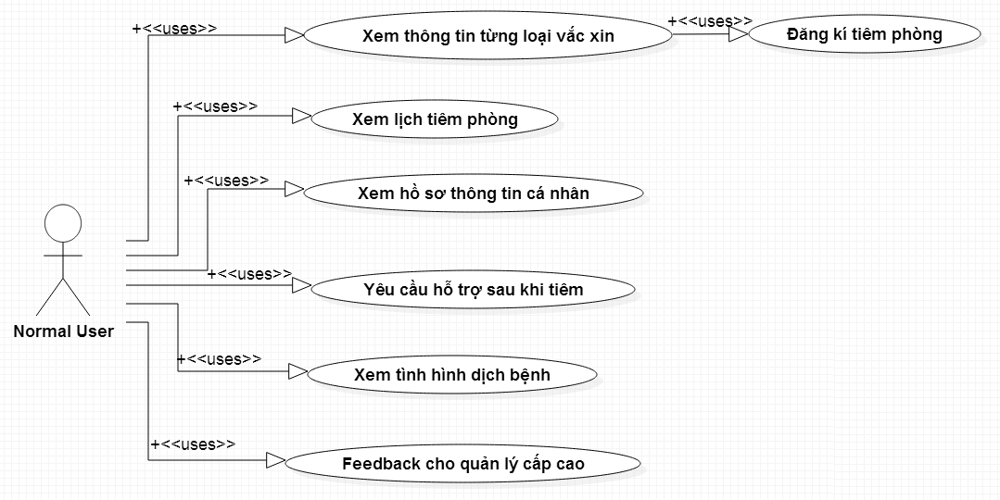 +<<uses>>
Xem thông tin từng loại vắc xin
+<<uses>>
Đăng kí tiêm phòng
+<<uses>>
Xem lịch tiêm phòng
+<<uses>>
Xem hồ sơ thông tin cá nhân
+<<uses>>
Yêu cầu hỗ trợ sau khi tiêm
Normal User
+<<uses>>
Xem tình hình dịch bệnh
+<<uses>>
Feedback cho quản lý cấp cao